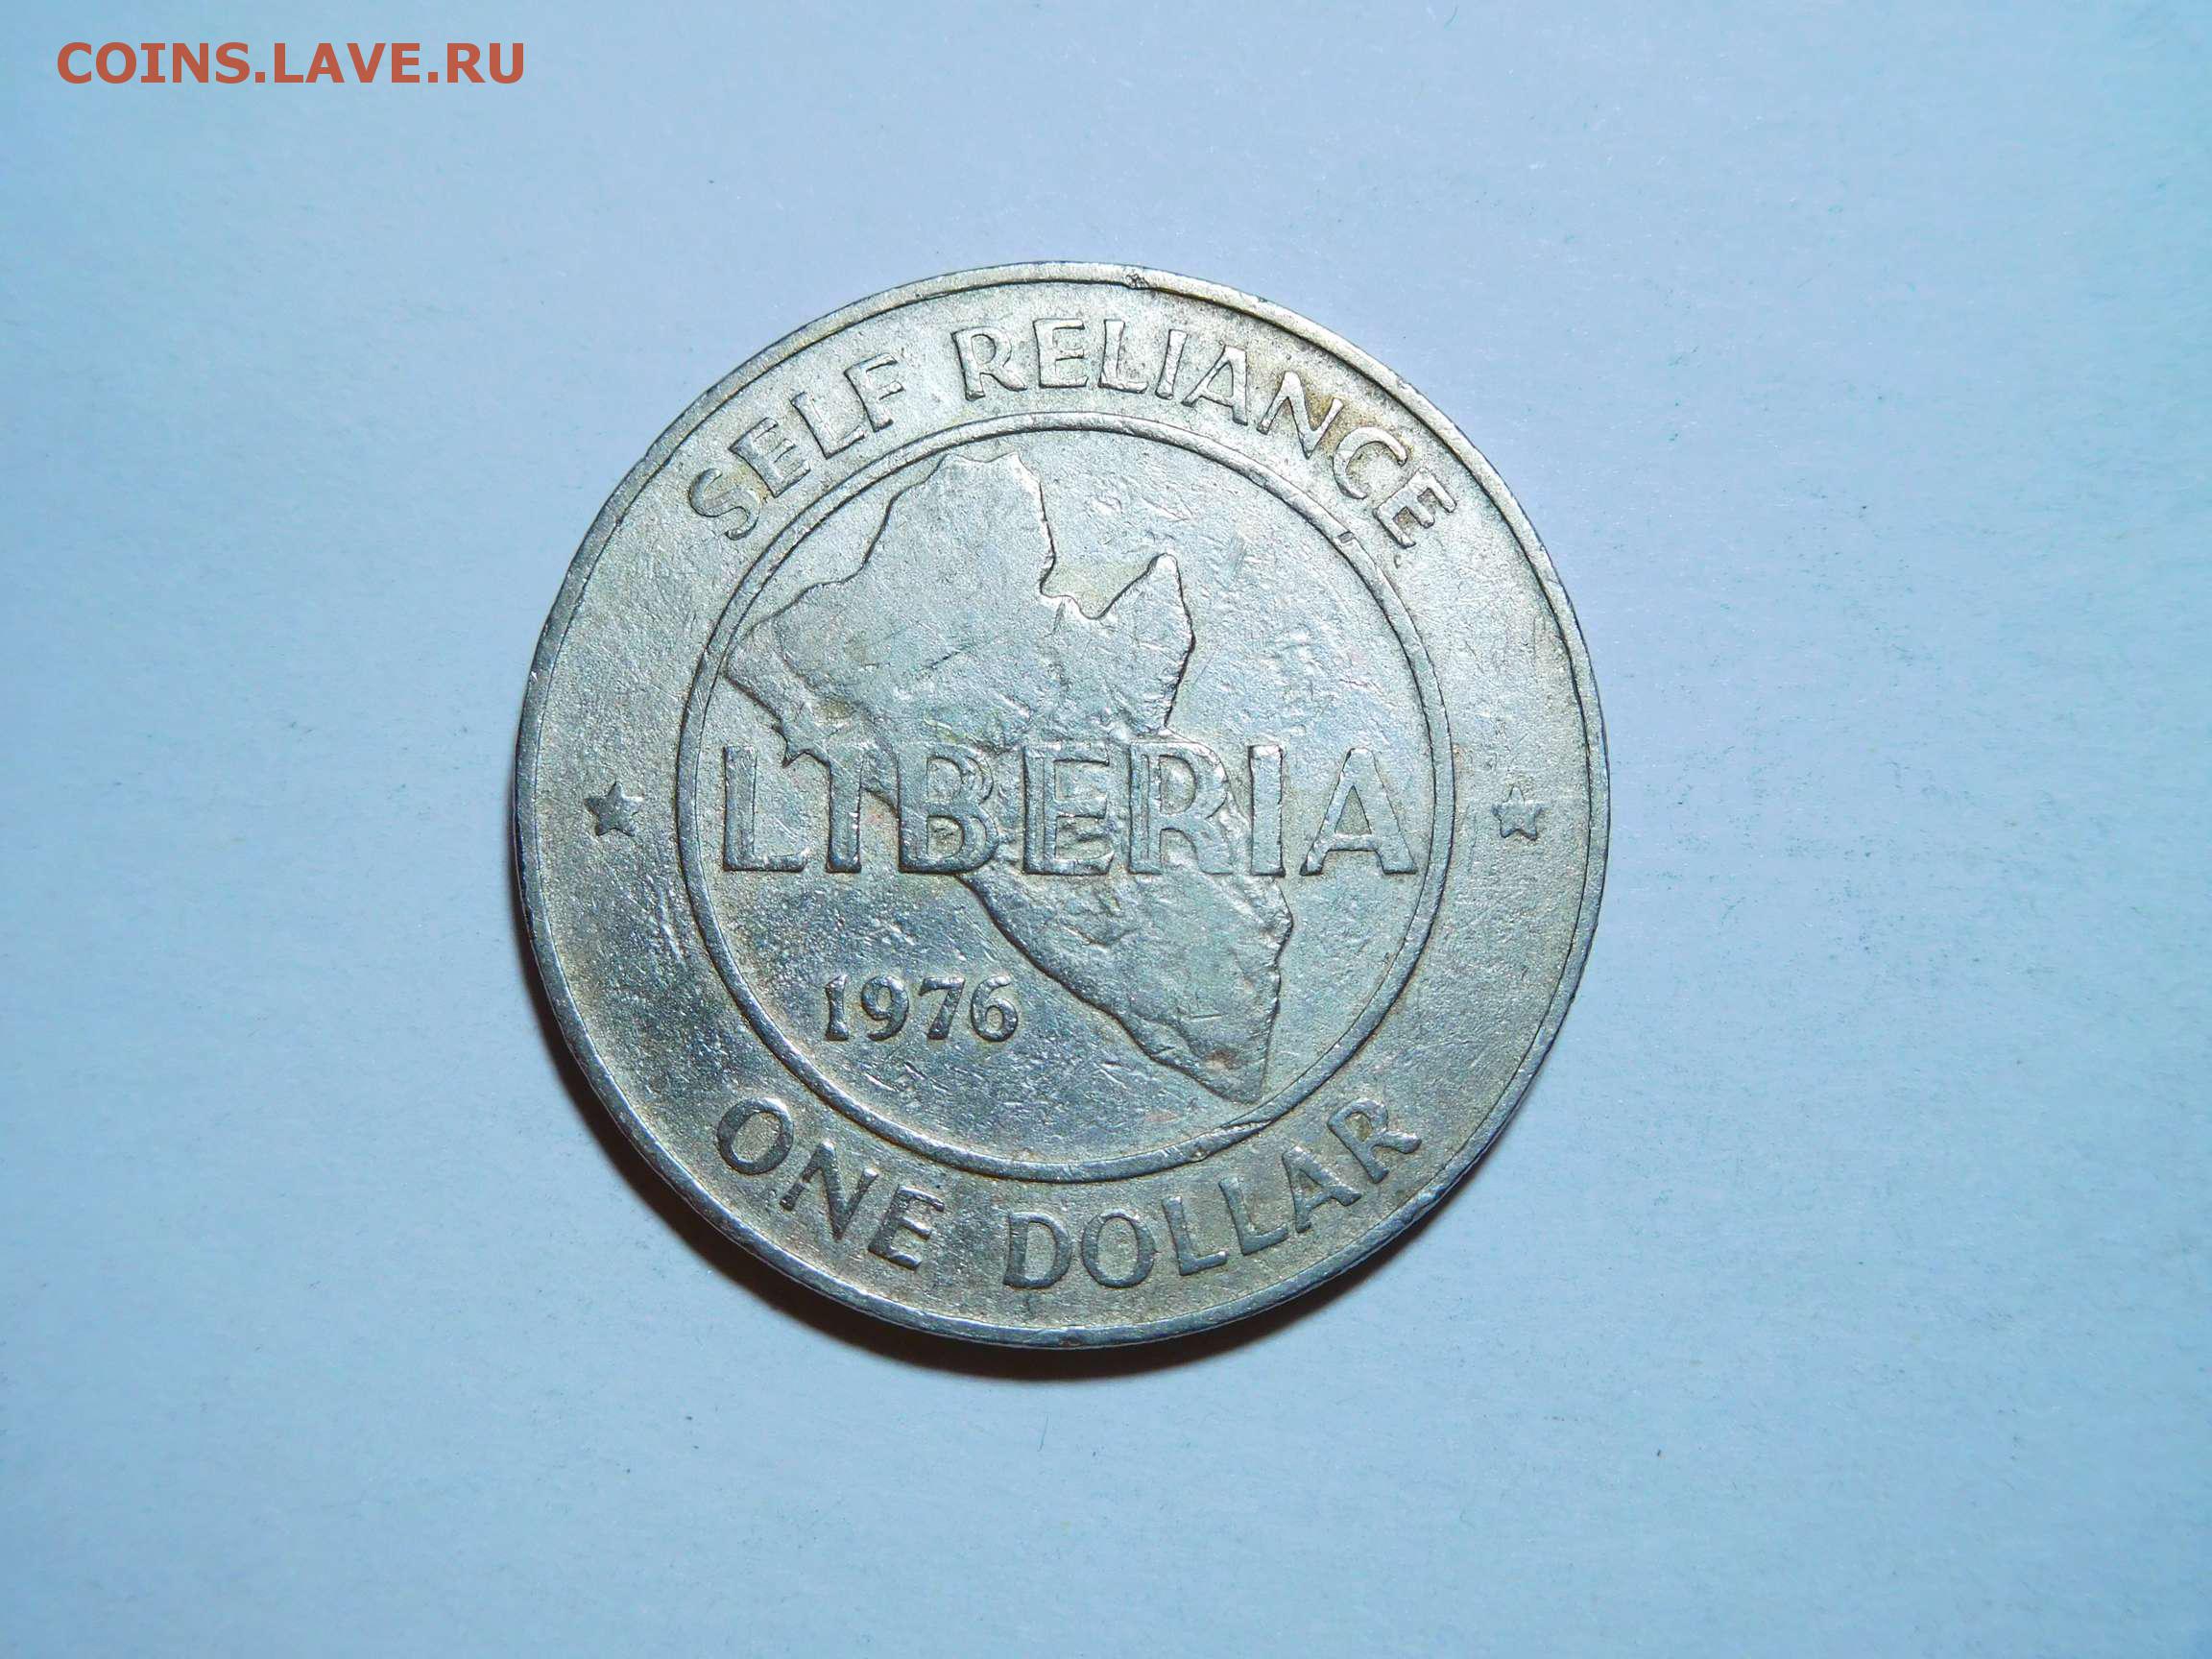 COINS.LAVE.RU
SELF RELIANCE
LIBERIA
1976
ONE DOLLAR